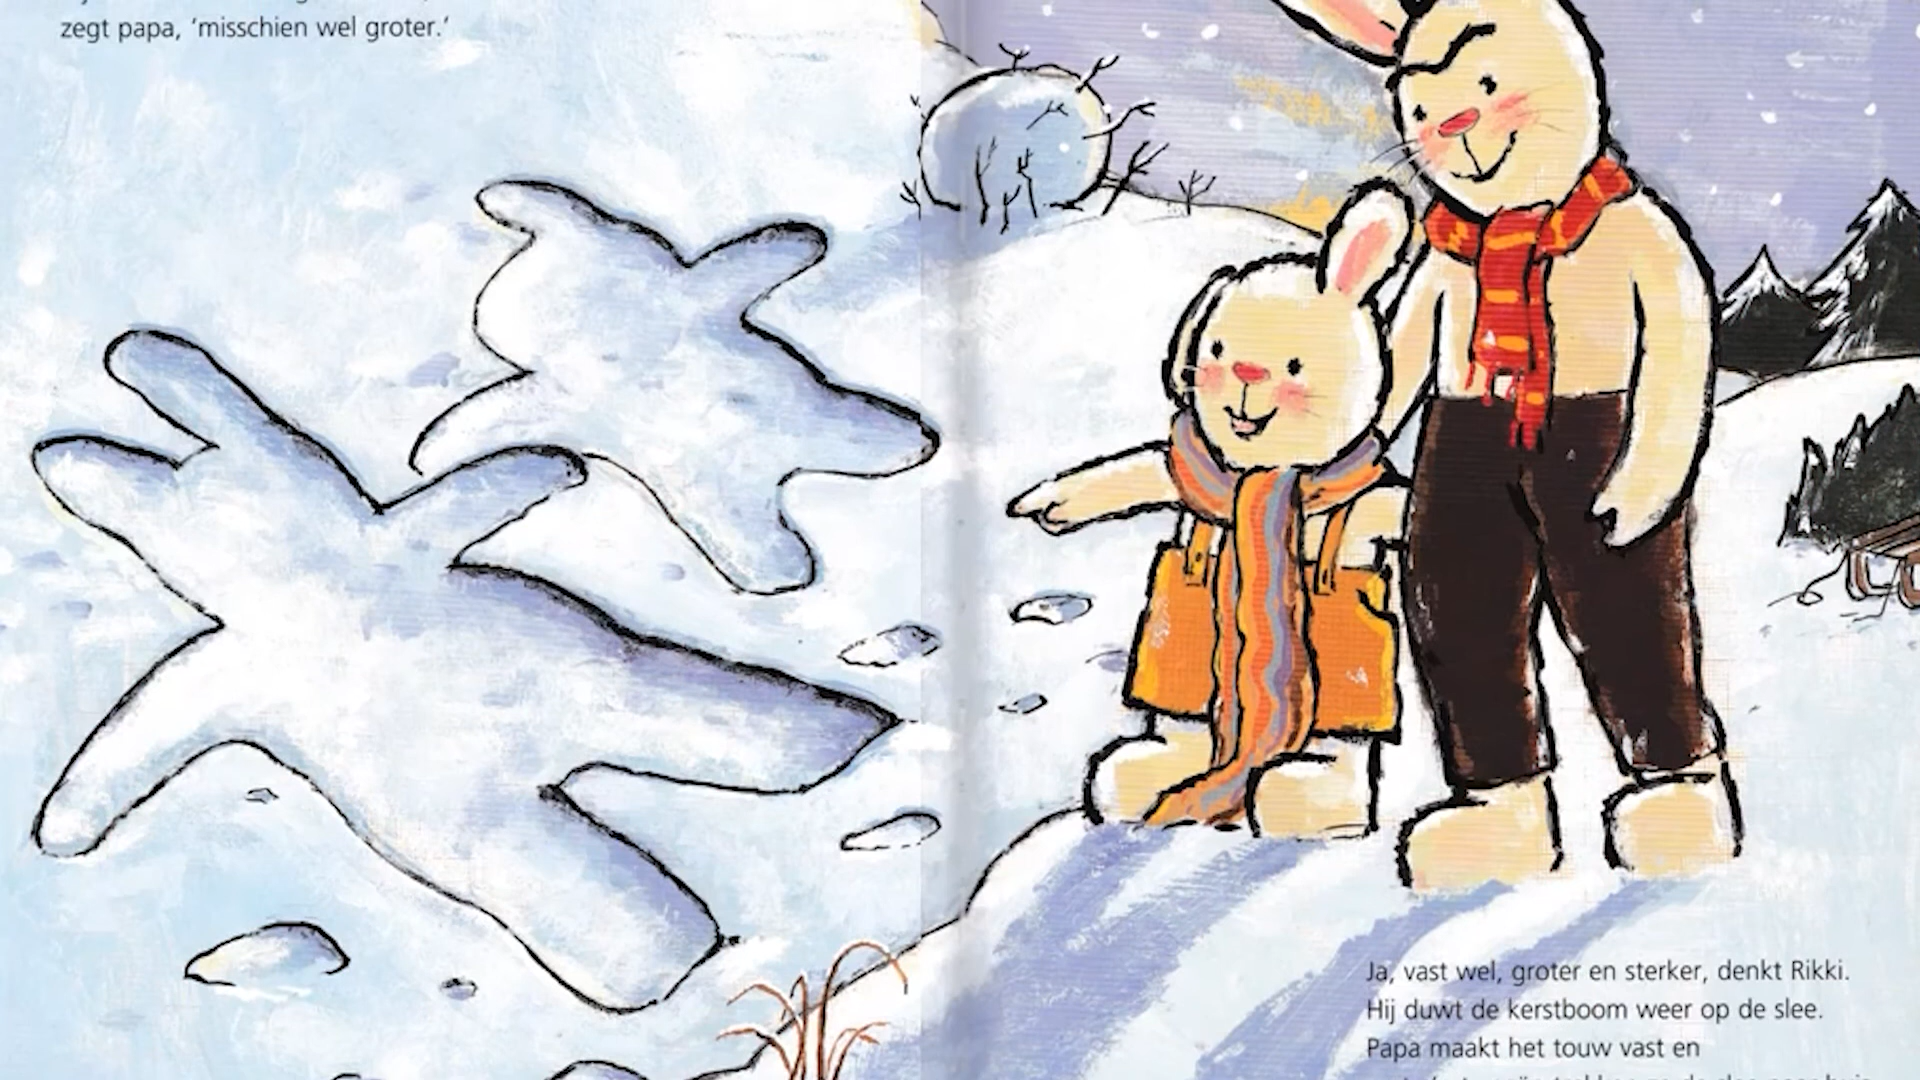 zegt papa, ‘misschien wel groter.’
Ja, vast wel, groter en sterker, denkt Rikki.
Hij duwt de kerstboom weer op de slee.
Papa maakt het touw vast en